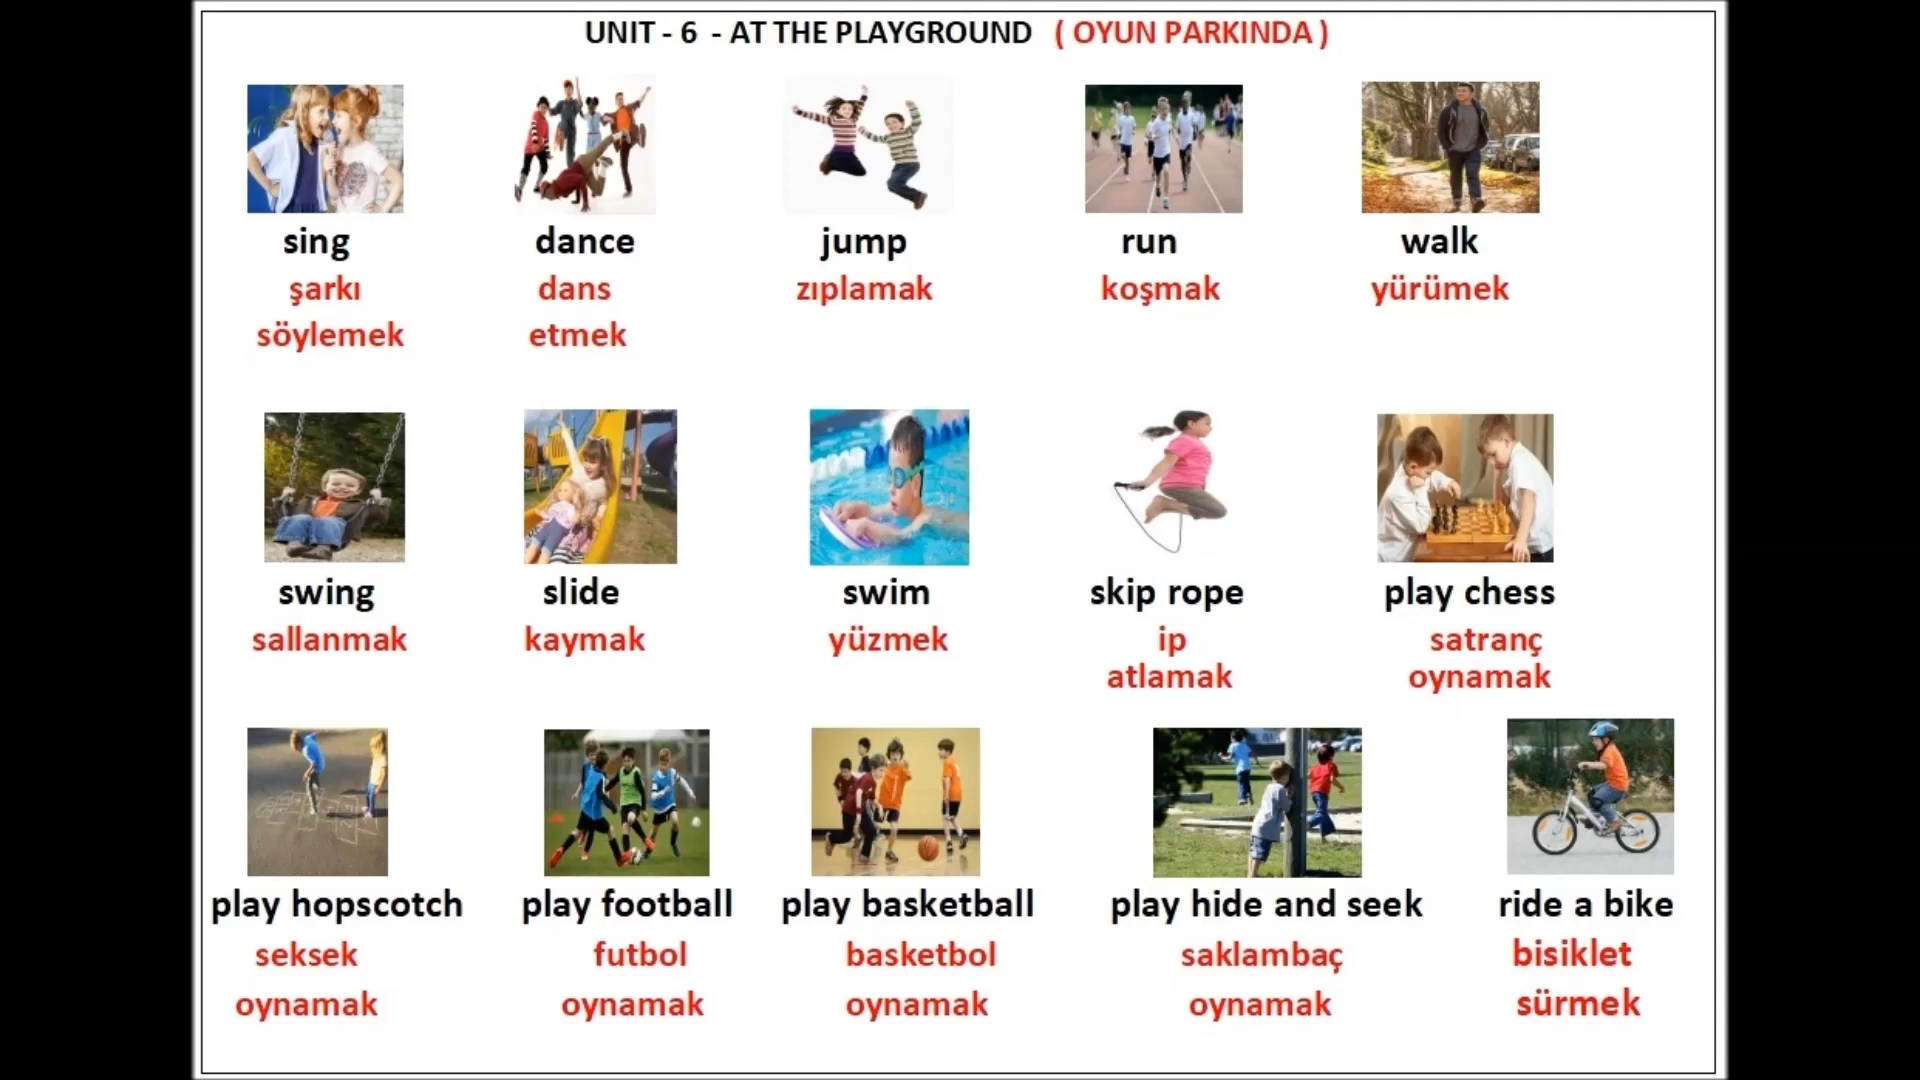 UNIT - 6 - AT THE PLAYGROUND ( OYUN PARKINDA )
sing
şarkı
söylemek
dance
dans
etmek
jump
zıplamak
run
koşmak
walk
yürümek
swing
sallanmak
slide
kaymak
swim
yüzmek
skip rope
ip
atlamak
play chess
satranç
oynamak
play hopscotch
seksek
oynamak
play football
futbol
oynamak
play basketball
basketbol
oynamak
play hide and seek
saklambaç
oynamak
ride a bike
bisiklet
sürmek